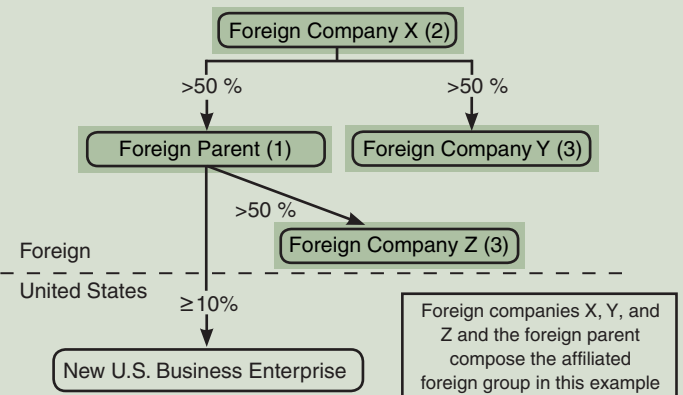 Foreign Company X (2)
>50 %
>50 %
Foreign Parent (1)
Foreign Company Y (3)
>50 %
Foreign Company Z (3)
Foreign
United States
≥10%
New U.S. Business Enterprise
Foreign companies X, Y, and
Z and the foreign parent
compose the affiliated
foreign group in this example